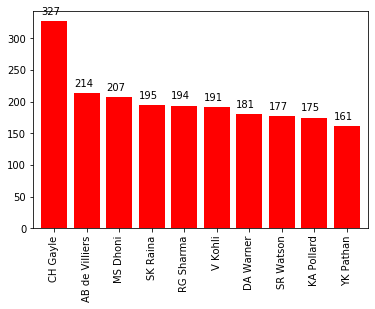 327
214
207
195
194
191
181
177
175
161
300
250
200
150
100
50
0
CH Gayle
AB de Villiers
MS Dhoni
SK Raina
RG Sharma
V Kohli
DA Warner
SR Watson
KA Pollard
YK Pathan